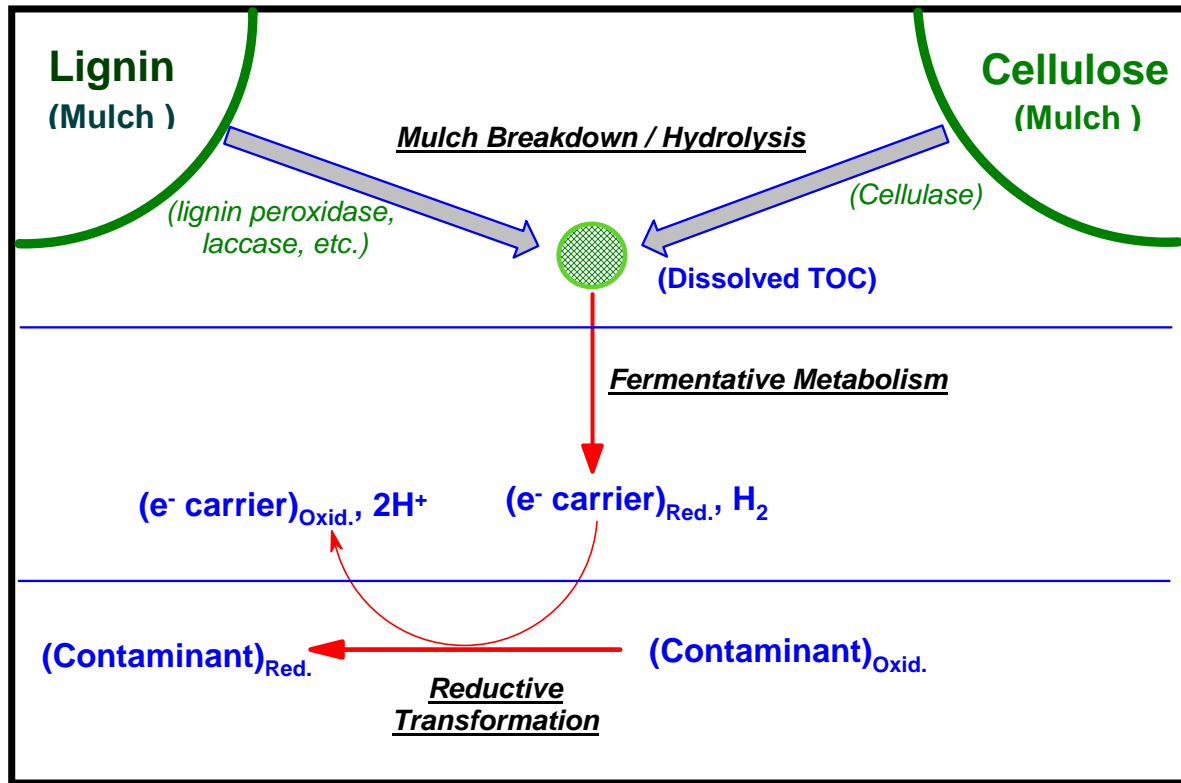 Lignin
(Mulch )
Cellulose
(Mulch )
Mulch Breakdown / Hydrolysis
(lignin peroxidase,
laccase, etc.)
(Cellulase)
(Dissolved TOC)
Fermentative Metabolism
(e- carrier)Oxid., 2H+
(e- carrier)Red., H2
(Contaminant)Red.
(Contaminant)Oxid.
Reductive
Transformation